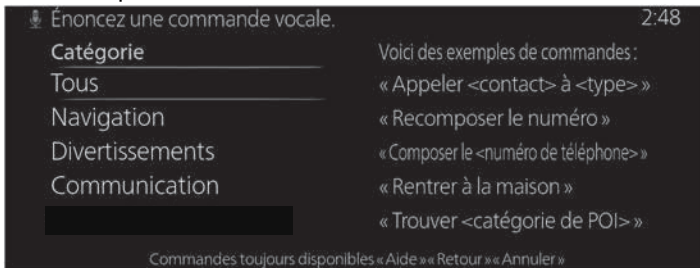 Énoncez une commande vocale. 2:48
Catégorie
Tous
Navigation
Divertissements
Communication
Voici des exemples de commandes :
« Appeler <contact> à <type> »
« Recomposer le numéro »
« Composer le <numéro de téléphone> »
« Rentrer à la maison »
« Trouver <catégorie de POI> »
Commandes toujours disponibles « Aide » « Retour » « Annuler »